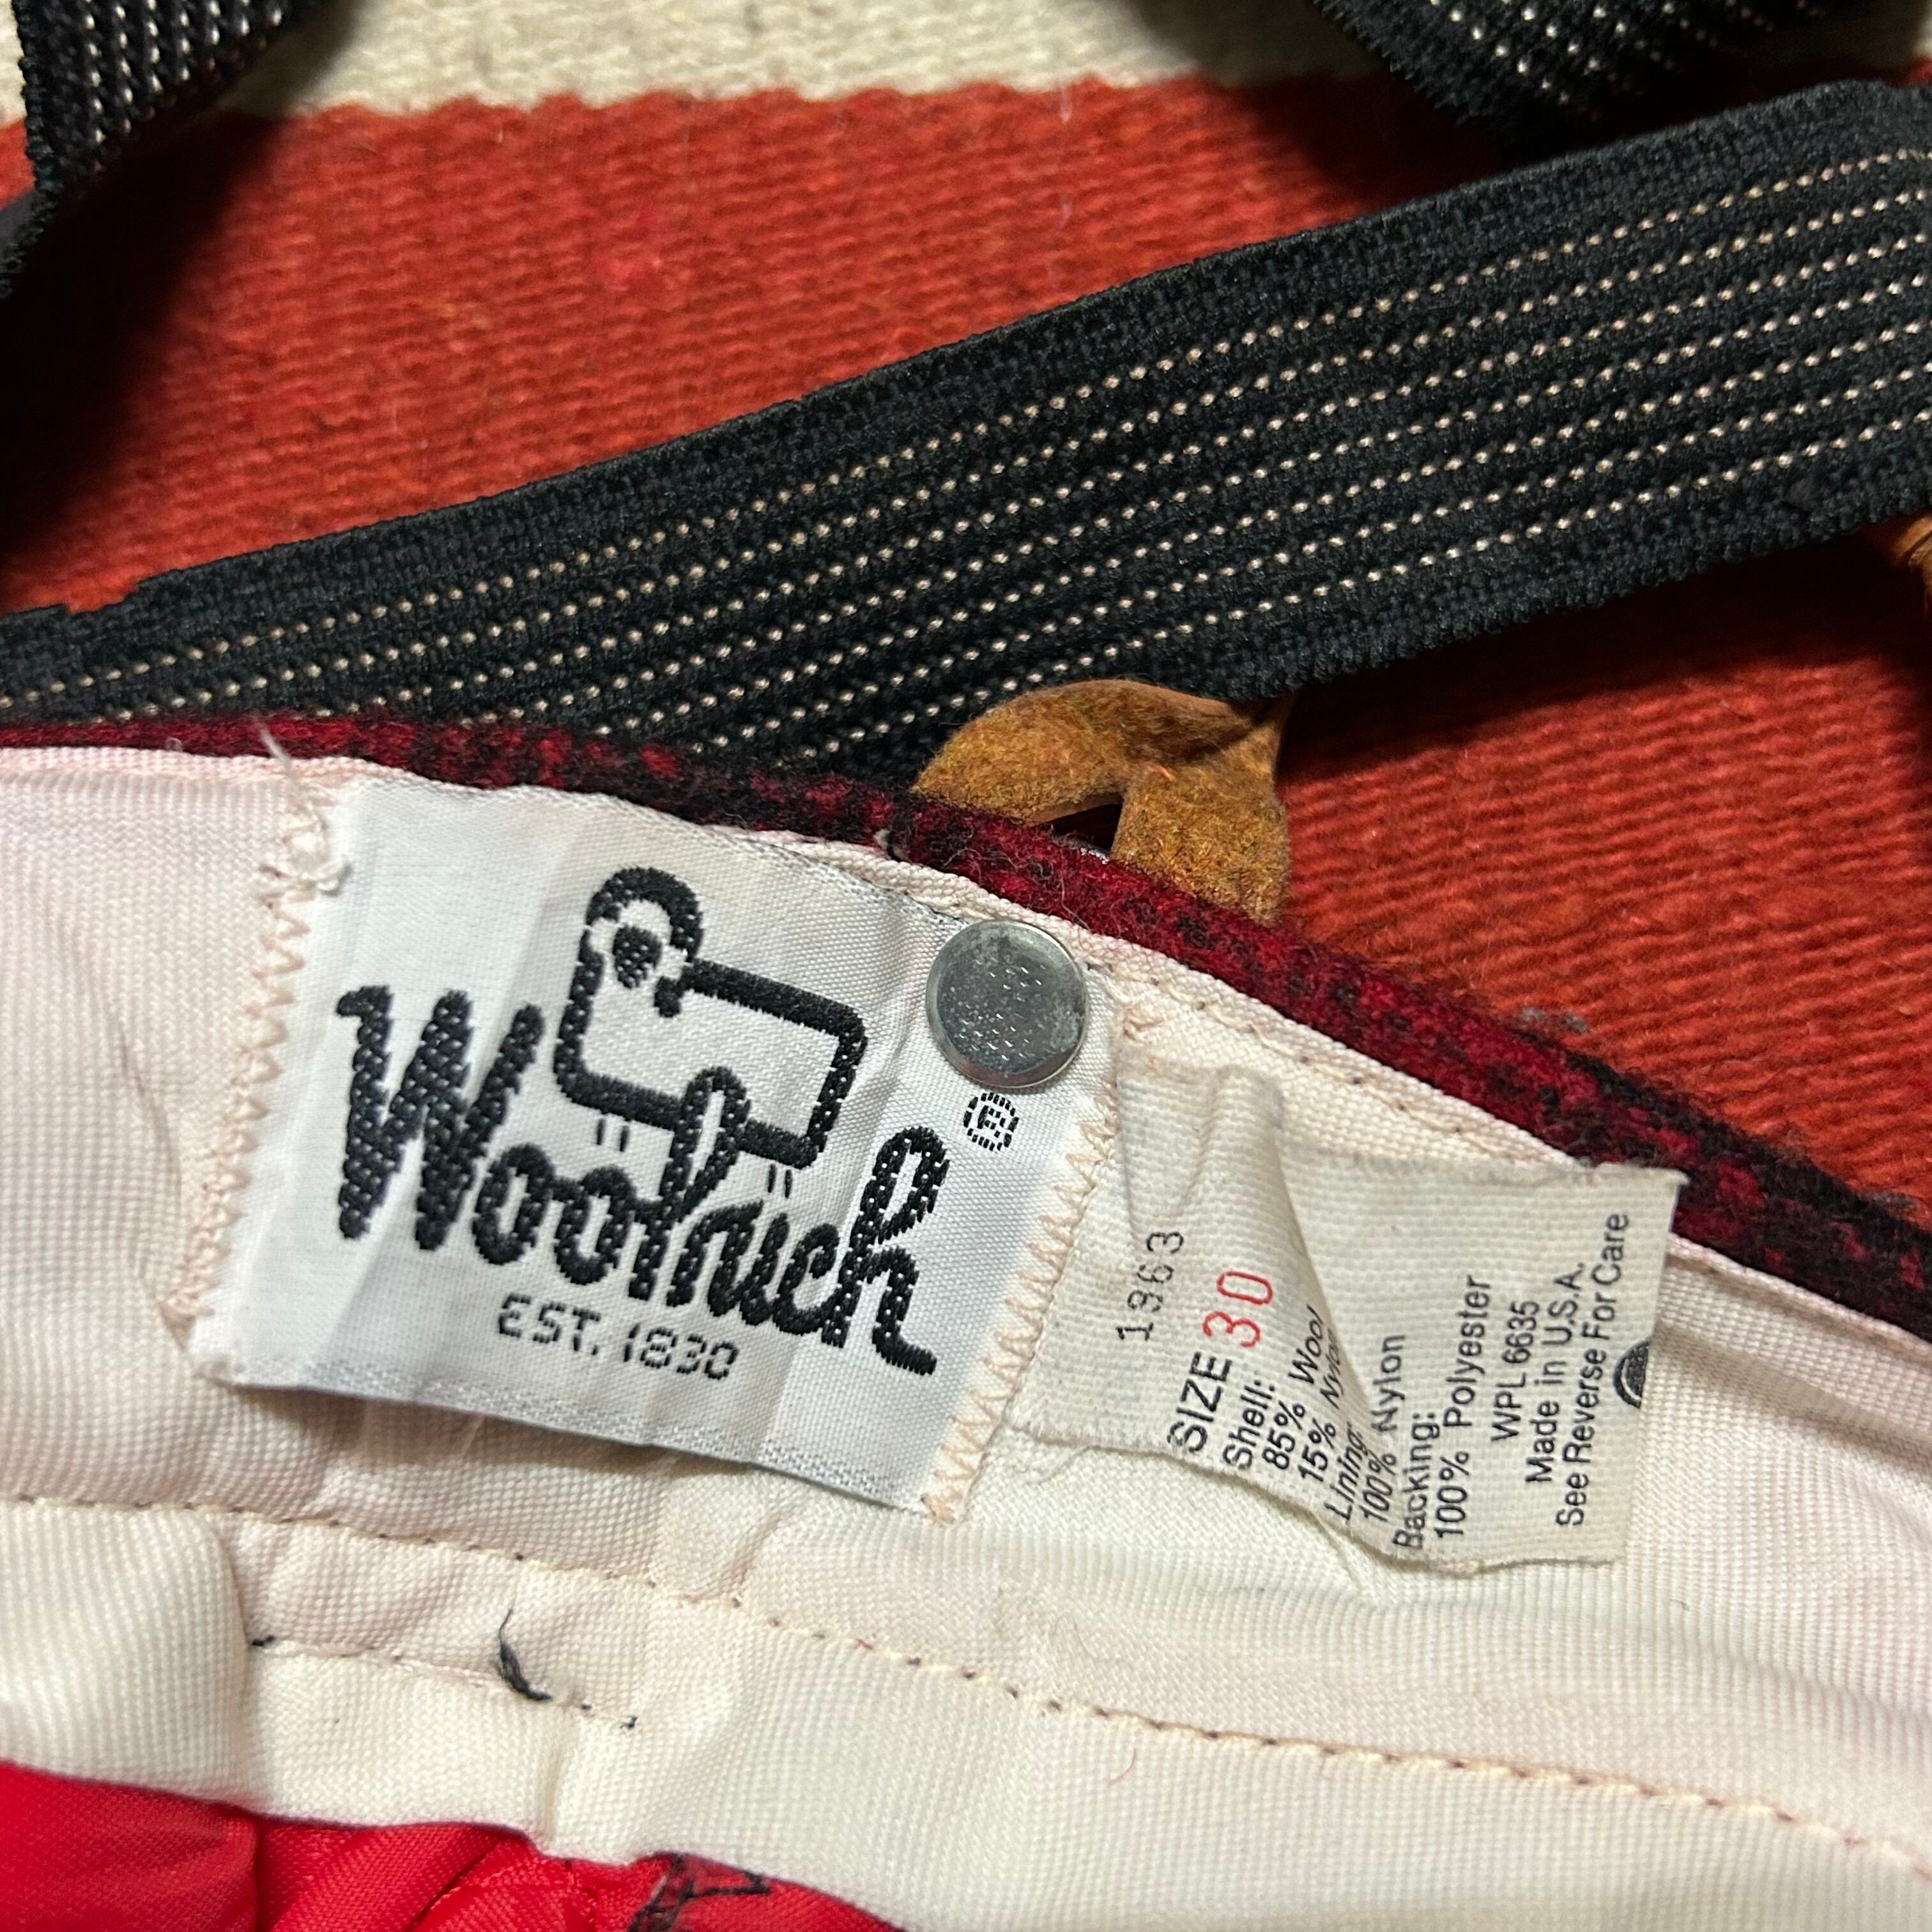 Woolrich®
EST. 1830
1963
SIZE 30
Shell:
85% Wool
15% Nylon
Lining:
100% Nylon
Backing:
100% Polyester
WPL 6635
Made in U.S.A.
See Reverse For Care